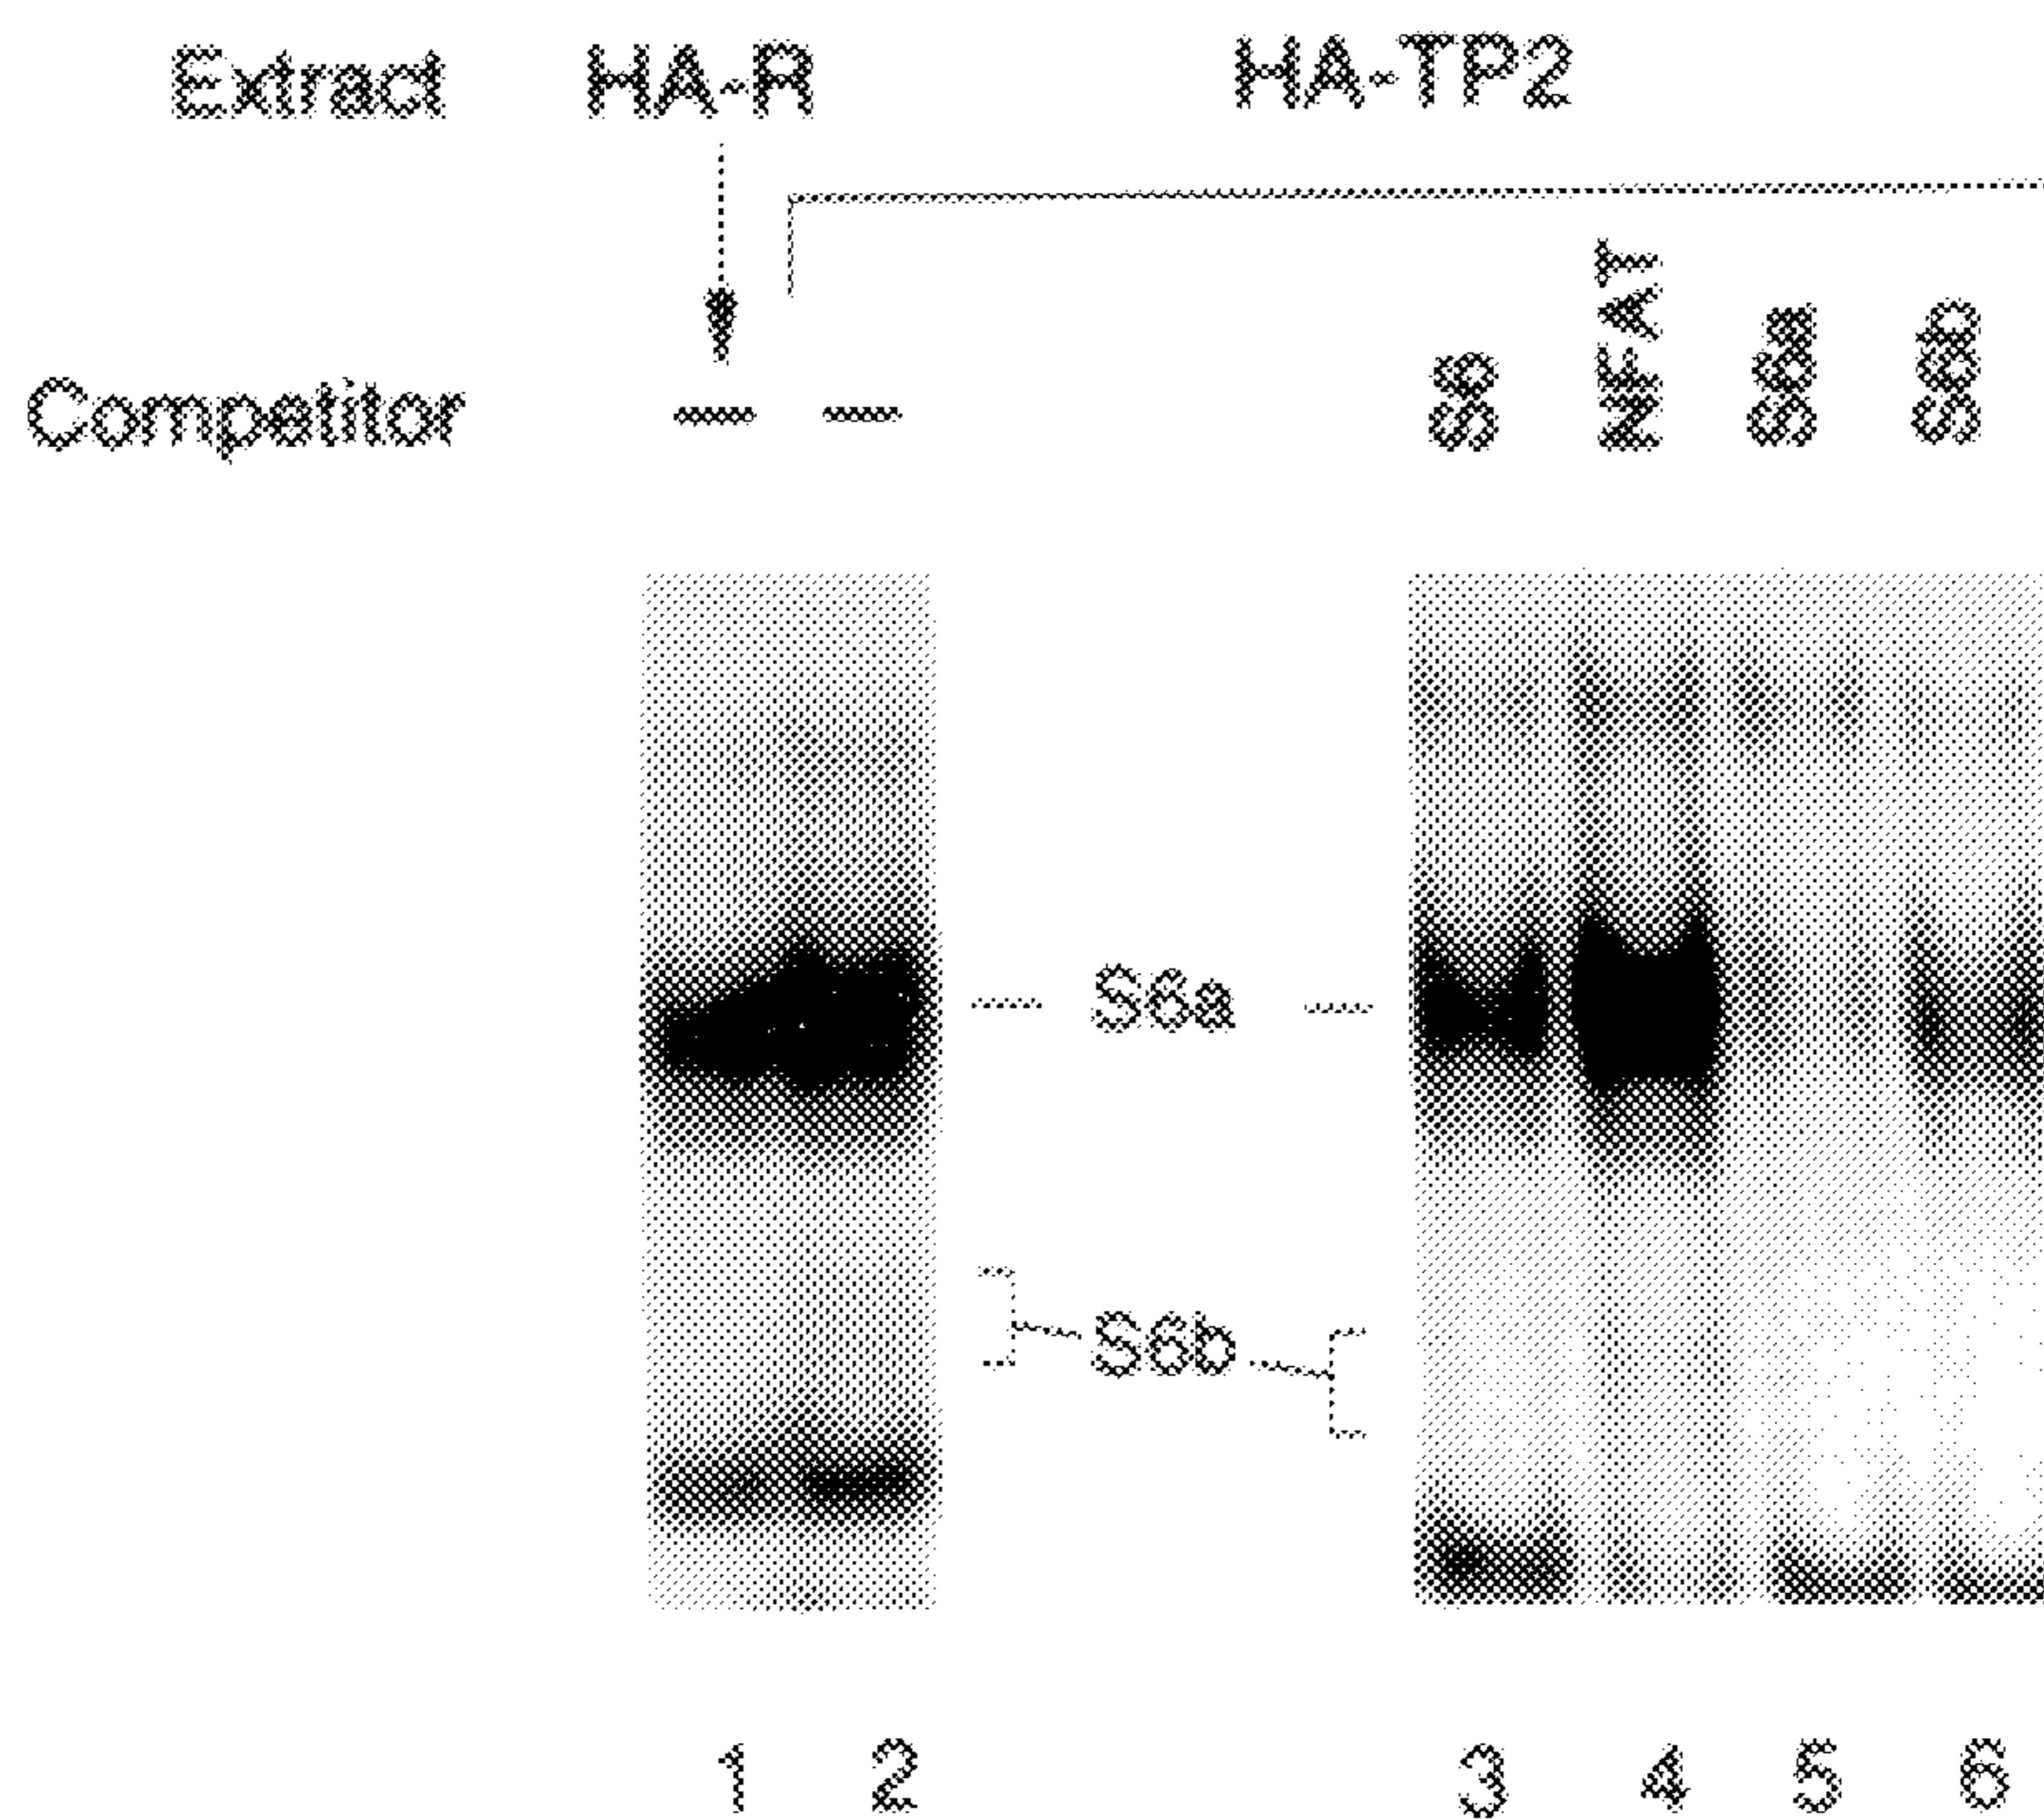 Extract HA-R HA-TP2
Competitor — — S6 NFAT S6a S6b
S6a
S6b
1 2 3 4 5 6